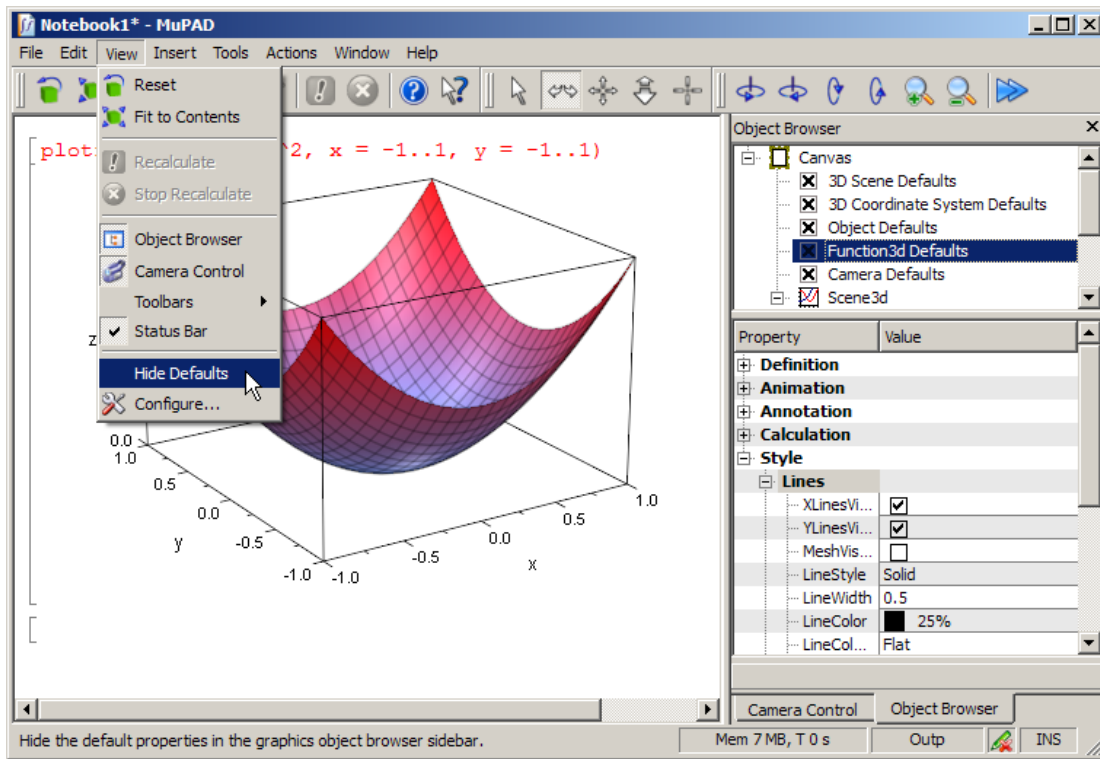 Notebook1* - MuPAD
File Edit View Insert Tools Actions Window Help
Reset
Fit to Contents
Recalculate
Stop Recalculate
Object Browser
Camera Control
Toolbars
Status Bar
Hide Defaults
Configure...
plot
^2, x = -1..1, y = -1..1)
z
0.0
1.0
0.5
0.0
y
-0.5
-1.0
-1.0
-0.5
0.0
x
0.5
1.0
Object Browser
Canvas
3D Scene Defaults
3D Coordinate System Defaults
Object Defaults
Function3d Defaults
Camera Defaults
Scene3d
Property Value
Definition
Animation
Annotation
Calculation
Style
Lines
XLinesVi...
YLinesVi...
MeshVis...
LineStyle Solid
LineWidth 0.5
LineColor 25%
LineCol... Flat
Camera Control Object Browser
Hide the default properties in the graphics object browser sidebar. Mem 7 MB, T 0 s Outp INS